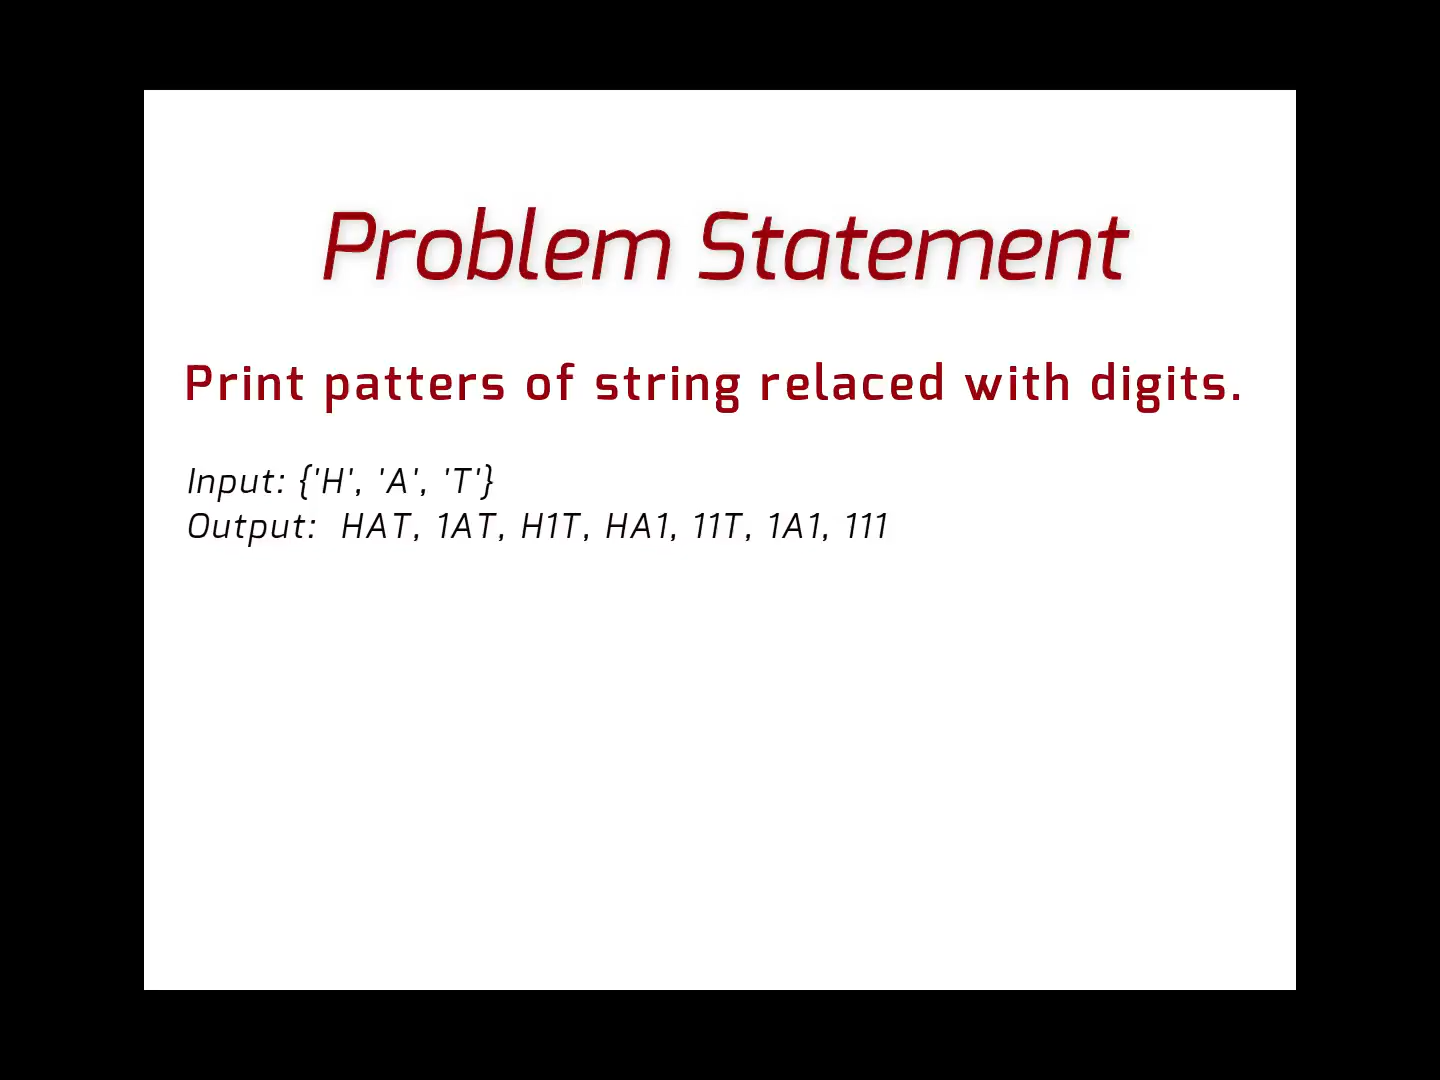 Problem Statement
Print patters of string relaced with digits.
Input: {'H', 'A', 'T'}
Output: HAT, 1AT, H1T, HA1, 11T, 1A1, 111